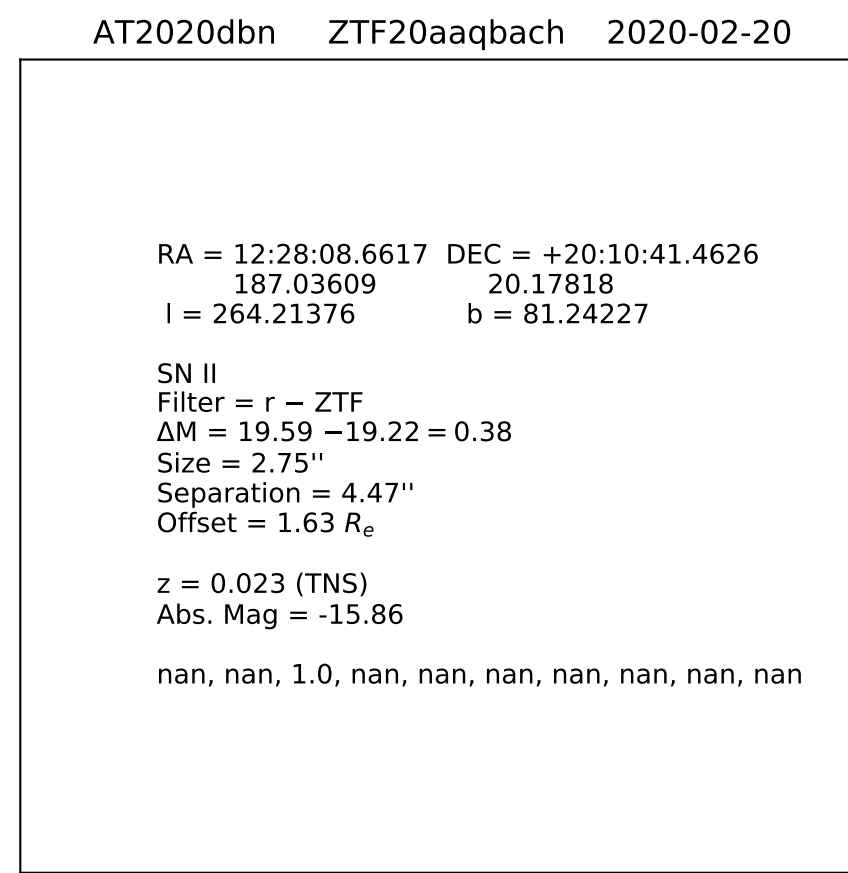 AT2020dbn ZTF20aaqbach 2020-02-20
RA = 12:28:08.6617 DEC = +20:10:41.4626
187.03609 20.17818
l = 264.21376 b = 81.24227
SN II
Filter = r − ZTF
ΔM = 19.59 −19.22 = 0.38
Size = 2.75''
Separation = 4.47''
Offset = 1.63 Re
z = 0.023 (TNS)
Abs. Mag = -15.86
nan, nan, 1.0, nan, nan, nan, nan, nan, nan, nan